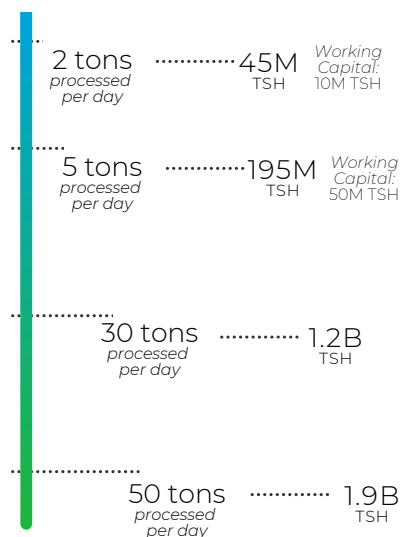 2 tons
processed
per day
45M
TSH
Working
Capital:
10M TSH
5 tons
processed
per day
195M
TSH
Working
Capital:
50M TSH
30 tons
processed
per day
1.2B
TSH
50 tons
processed
per day
1.9B
TSH